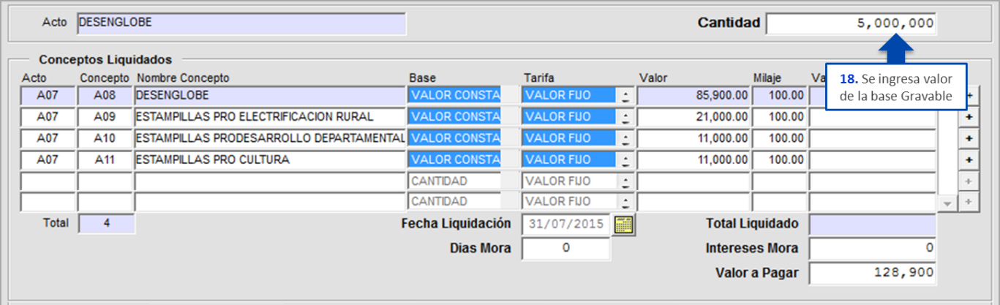 Acto DESENGLOBE Cantidad 5,000,000
18. Se ingresa valor
de la base Gravable
Conceptos Liquidados
Acto Concepto Nombre Concepto Base Tarifa Valor Milaje Va
A07 A08 DESENGLOBE VALOR CONSTA VALOR FIJO 85,900.00 100.00 +
A07 A09 ESTAMPILLAS PRO ELECTRIFICACION RURAL VALOR CONSTA VALOR FIJO 21,000.00 100.00 +
A07 A10 ESTAMPILLAS PRODESARROLLO DEPARTAMENTAL VALOR CONSTA VALOR FIJO 11,000.00 100.00 +
A07 A11 ESTAMPILLAS PRO CULTURA VALOR CONSTA VALOR FIJO 11,000.00 100.00 +
CANTIDAD VALOR FIJO +
CANTIDAD VALOR FIJO +
Total 4 Fecha Liquidación 31/07/2015 Total Liquidado
Dias Mora 0 Intereses Mora 0
Valor a Pagar 128,900